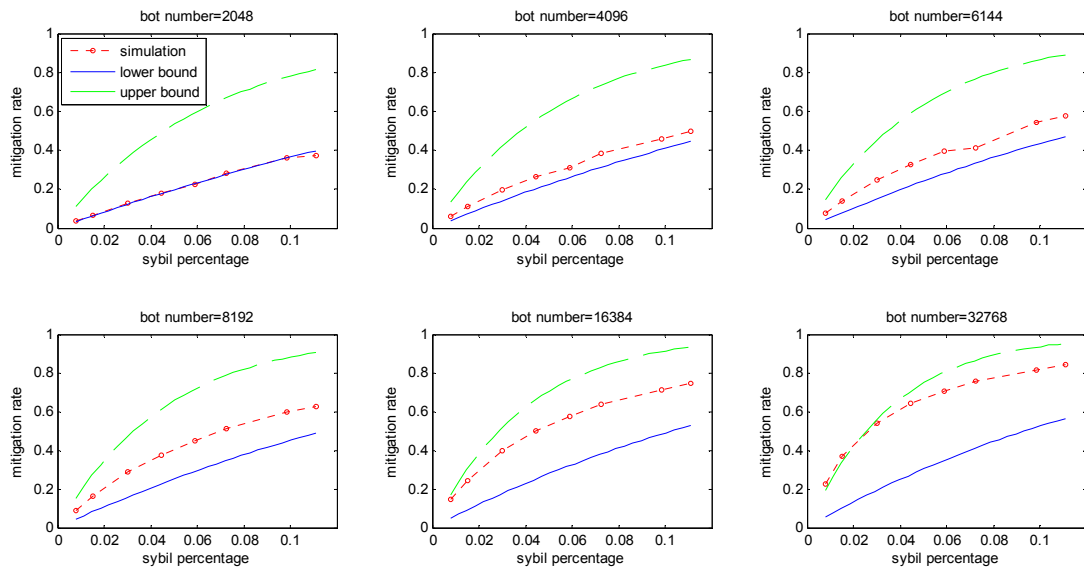 bot number=2048
1
0.8
0.6
0.4
0.2
0
mitigation rate
simulation
lower bound
upper bound
0 0.02 0.04 0.06 0.08 0.1
sybil percentage
bot number=4096
1
0.8
0.6
0.4
0.2
0
mitigation rate
0 0.02 0.04 0.06 0.08 0.1
sybil percentage
bot number=6144
1
0.8
0.6
0.4
0.2
0
mitigation rate
0 0.02 0.04 0.06 0.08 0.1
sybil percentage
bot number=8192
1
0.8
0.6
0.4
0.2
0
mitigation rate
0 0.02 0.04 0.06 0.08 0.1
sybil percentage
bot number=16384
1
0.8
0.6
0.4
0.2
0
mitigation rate
0 0.02 0.04 0.06 0.08 0.1
sybil percentage
bot number=32768
1
0.8
0.6
0.4
0.2
0
mitigation rate
0 0.02 0.04 0.06 0.08 0.1
sybil percentage